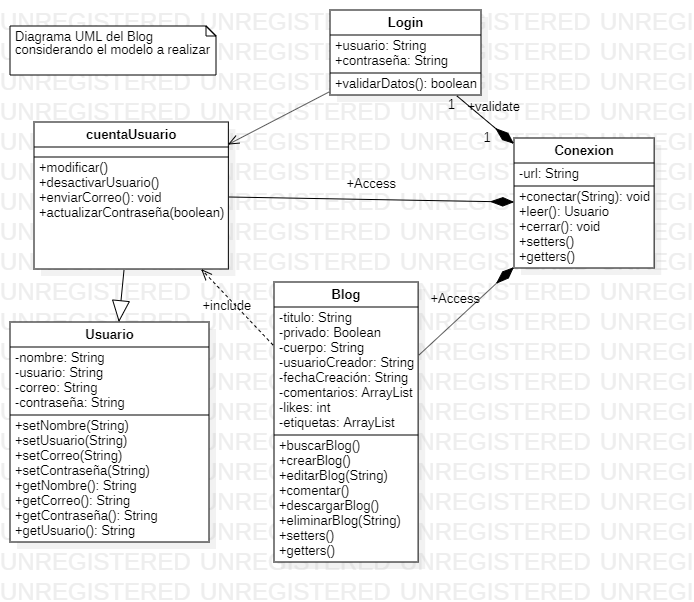 Diagrama UML del Blog
considerando el modelo a realizar
Login
+usuario: String
+contraseña: String
+validarDatos(): boolean
1
+validate
1
cuentaUsuario
+modificar()
+desactivarUsuario()
+enviarCorreo(): void
+actualizarContraseña(boolean)
+Access
Conexion
-url: String
+conectar(String): void
+leer(): Usuario
+cerrar(): void
+setters()
+getters()
+include
+Access
Blog
-titulo: String
-privado: Boolean
-cuerpo: String
-usuarioCreador: String
-fechaCreación: String
-comentarios: ArrayList
-likes: int
-etiquetas: ArrayList
+buscarBlog()
+crearBlog()
+editarBlog(String)
+comentar()
+descargarBlog()
+eliminarBlog(String)
+setters()
+getters()
Usuario
-nombre: String
-usuario: String
-correo: String
-contraseña: String
+setNombre(String)
+setUsuario(String)
+setCorreo(String)
+setContraseña(String)
+getNombre(): String
+getCorreo(): String
+getContraseña(): String
+getUsuario(): String
UNREGISTERED